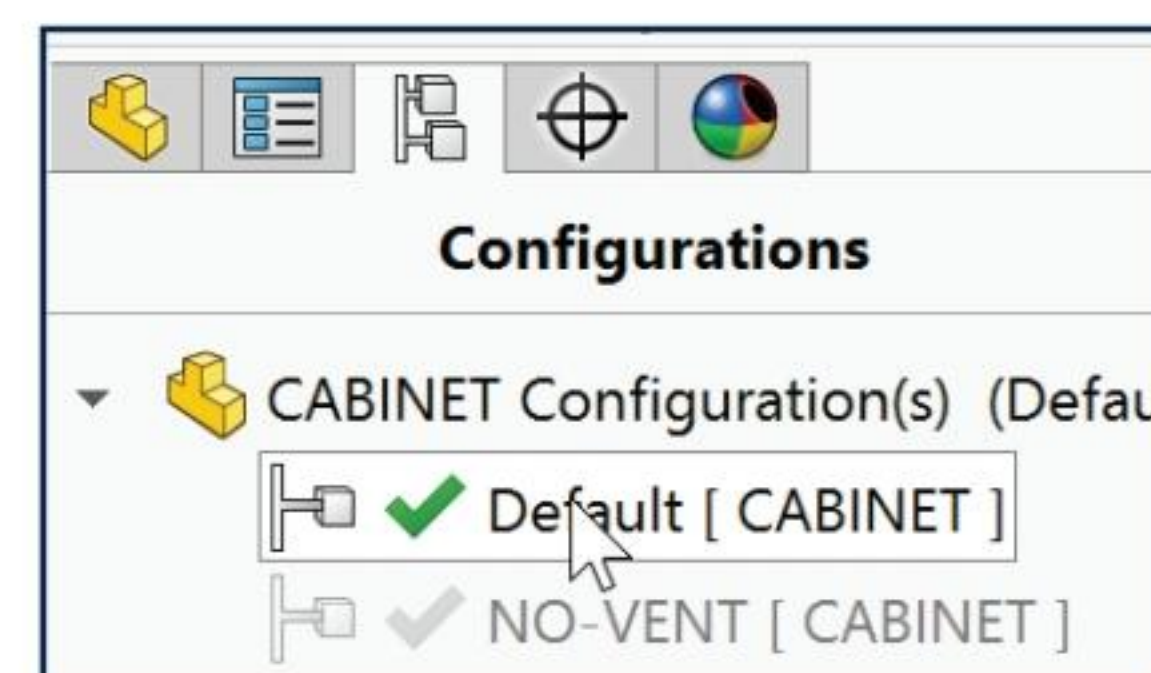 Configurations
CABINET Configuration(s) (Defau
Default [ CABINET ]
NO-VENT [ CABINET ]